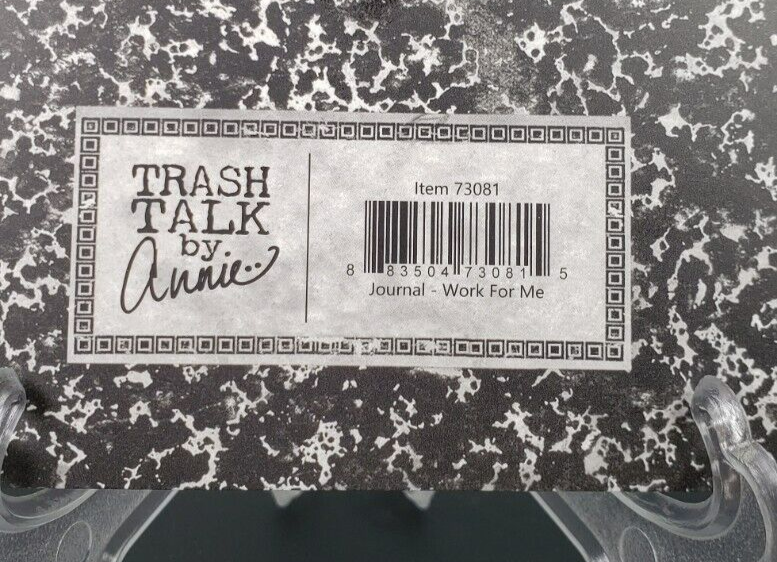 TRASH
TALK
by
Annie..
Item 73081
8 83504 73081 5
Journal - Work For Me